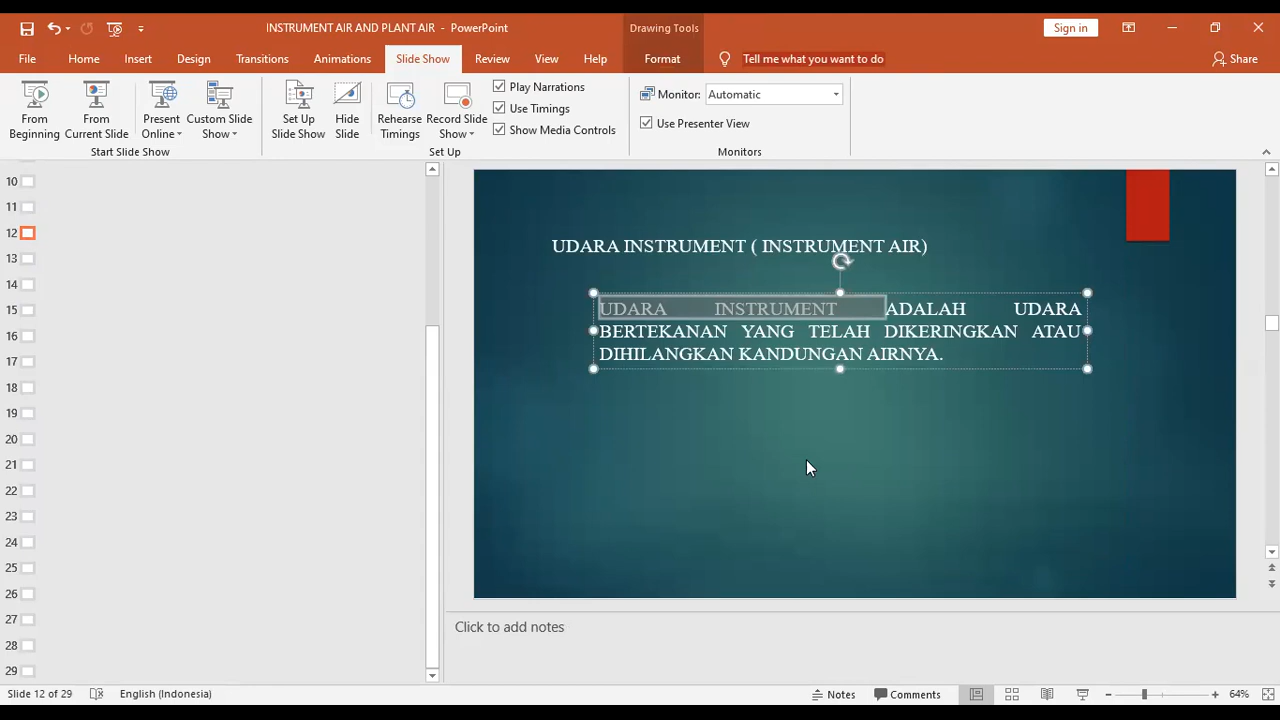 INSTRUMENT AIR AND PLANT AIR - PowerPoint
Drawing Tools
Sign in
File Home Insert Design Transitions Animations Slide Show Review View Help Format Tell me what you want to do Share
From Beginning
From Current Slide
Present Online
Custom Slide Show
Start Slide Show
Set Up Slide Show
Hide Slide
Rehearse Timings
Record Slide Show
Play Narrations
Use Timings
Show Media Controls
Set Up
Monitor: Automatic
Use Presenter View
Monitors
10
11
12
13
14
15
16
17
18
19
20
21
22
23
24
25
26
27
28
29
UDARA INSTRUMENT ( INSTRUMENT AIR)
UDARA INSTRUMENT ADALAH UDARA
BERTEKANAN YANG TELAH DIKERINGKAN ATAU
DIHILANGKAN KANDUNGAN AIRNYA.
Click to add notes
Slide 12 of 29 English (Indonesia) Notes Comments 64%